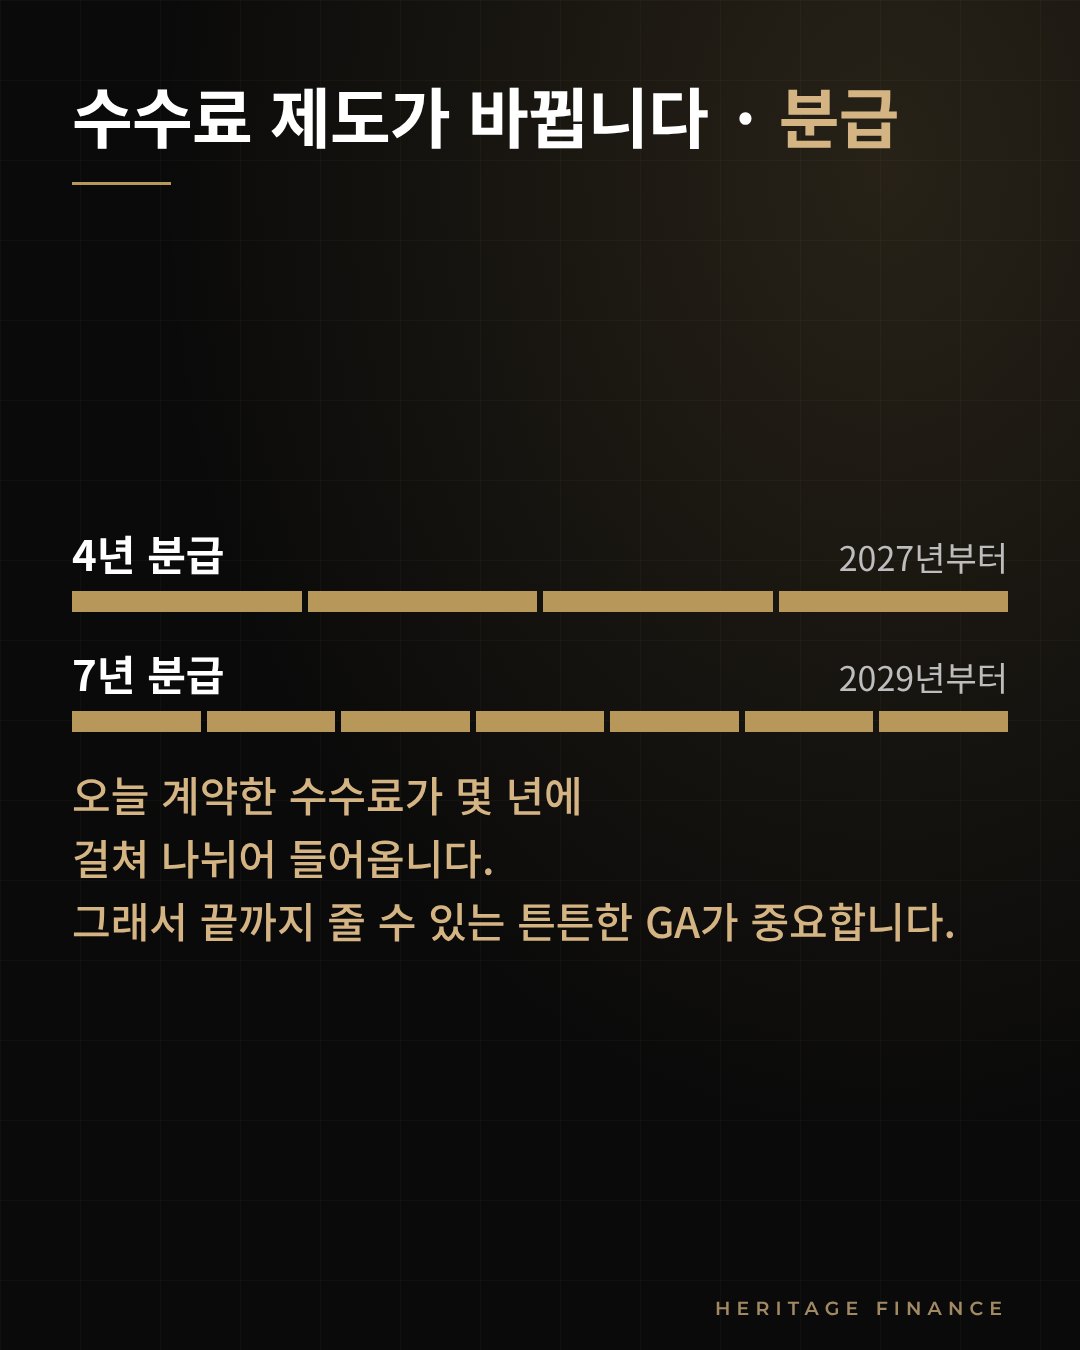 수수료 제도가 바뀝니다 · 분급
4년 분급 2027년부터
7년 분급 2029년부터
오늘 계약한 수수료가 몇 년에
걸쳐 나뉘어 들어옵니다.
그래서 끝까지 줄 수 있는 튼튼한 GA가 중요합니다.
HERITAGE FINANCE